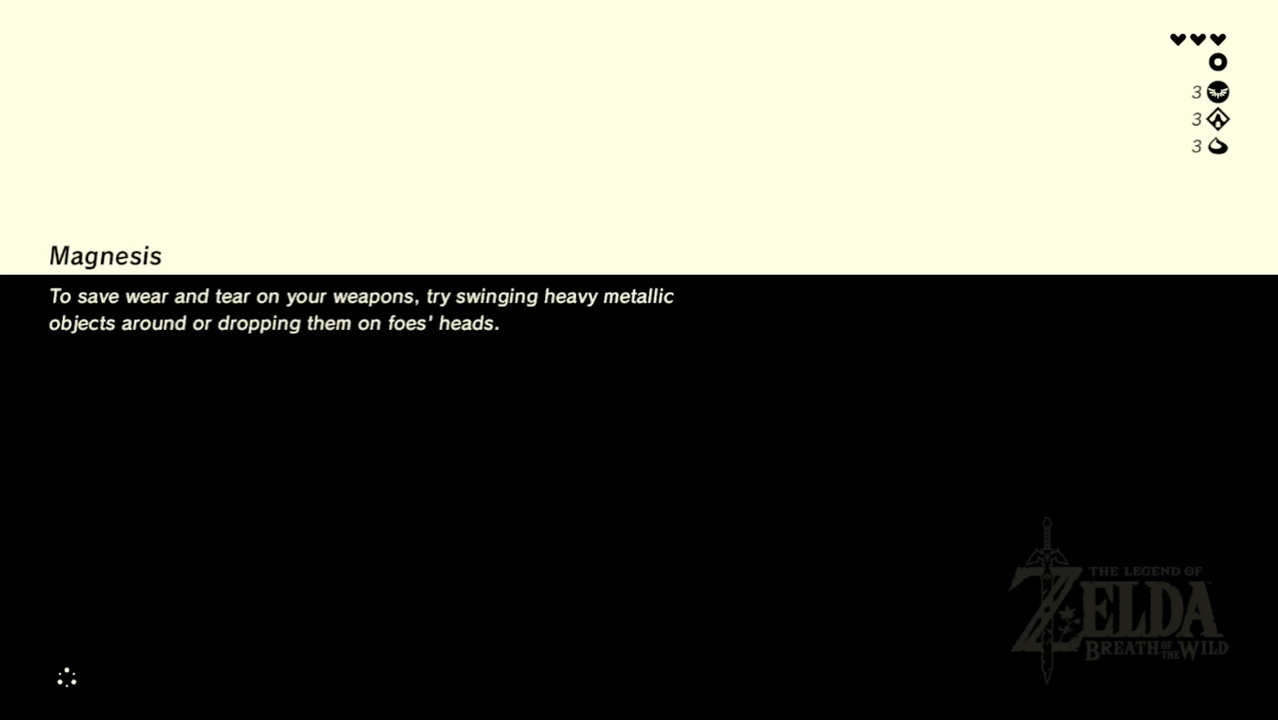 3
3
3
Magnesis
To save wear and tear on your weapons, try swinging heavy metallic
objects around or dropping them on foes' heads.
THE LEGEND OF
ZELDA
BREATH OF THE WILD